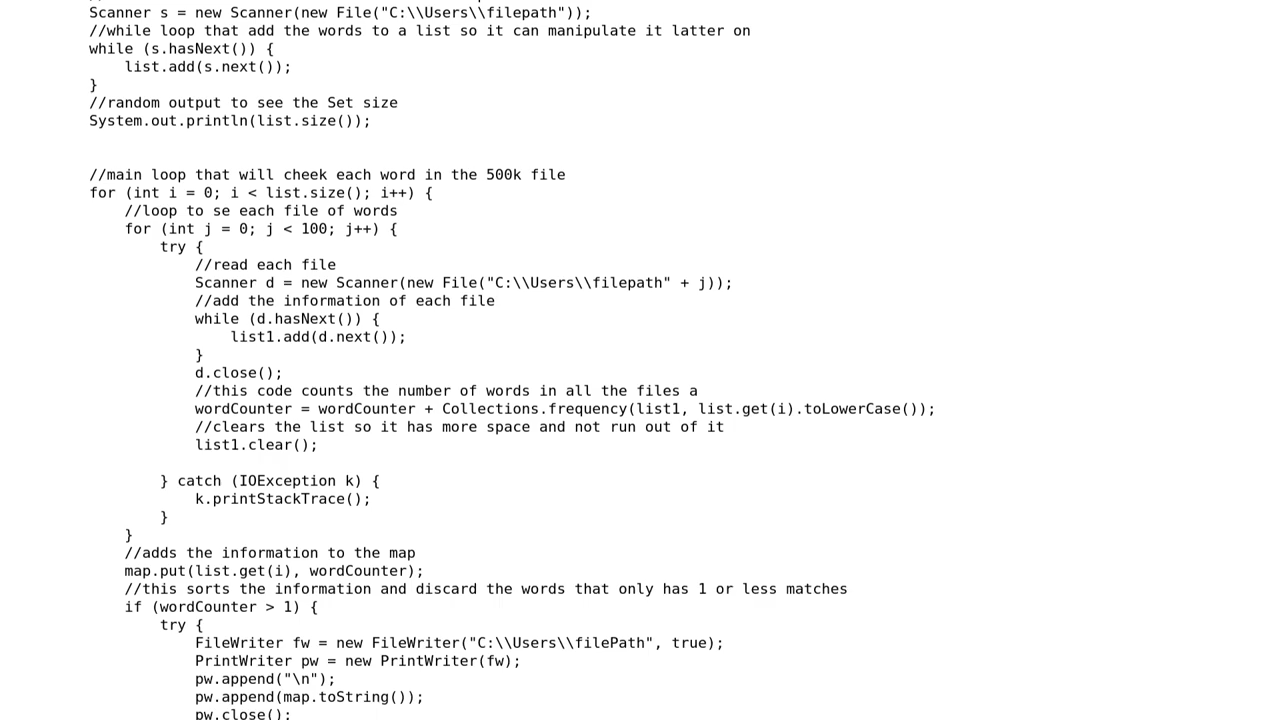 Scanner s = new Scanner(new File("C:\\Users\\filepath"));
//while loop that add the words to a list so it can manipulate it latter on
while (s.hasNext()) {
    list.add(s.next());
}
//random output to see the Set size
System.out.println(list.size());
//main loop that will cheek each word in the 500k file
for (int i = 0; i < list.size(); i++) {
    //loop to se each file of words
    for (int j = 0; j < 100; j++) {
        try {
            //read each file
            Scanner d = new Scanner(new File("C:\\Users\\filepath" + j));
            //add the information of each file
            while (d.hasNext()) {
                list1.add(d.next());
            }
            d.close();
            //this code counts the number of words in all the files a
            wordCounter = wordCounter + Collections.frequency(list1, list.get(i).toLowerCase());
            //clears the list so it has more space and not run out of it
            list1.clear();
        } catch (IOException k) {
            k.printStackTrace();
        }
    }
    //adds the information to the map
    map.put(list.get(i), wordCounter);
    //this sorts the information and discard the words that only has 1 or less matches
    if (wordCounter > 1) {
        try {
            FileWriter fw = new FileWriter("C:\\Users\\filePath", true);
            PrintWriter pw = new PrintWriter(fw);
            pw.append("\n");
            pw.append(map.toString());
            pw.close();